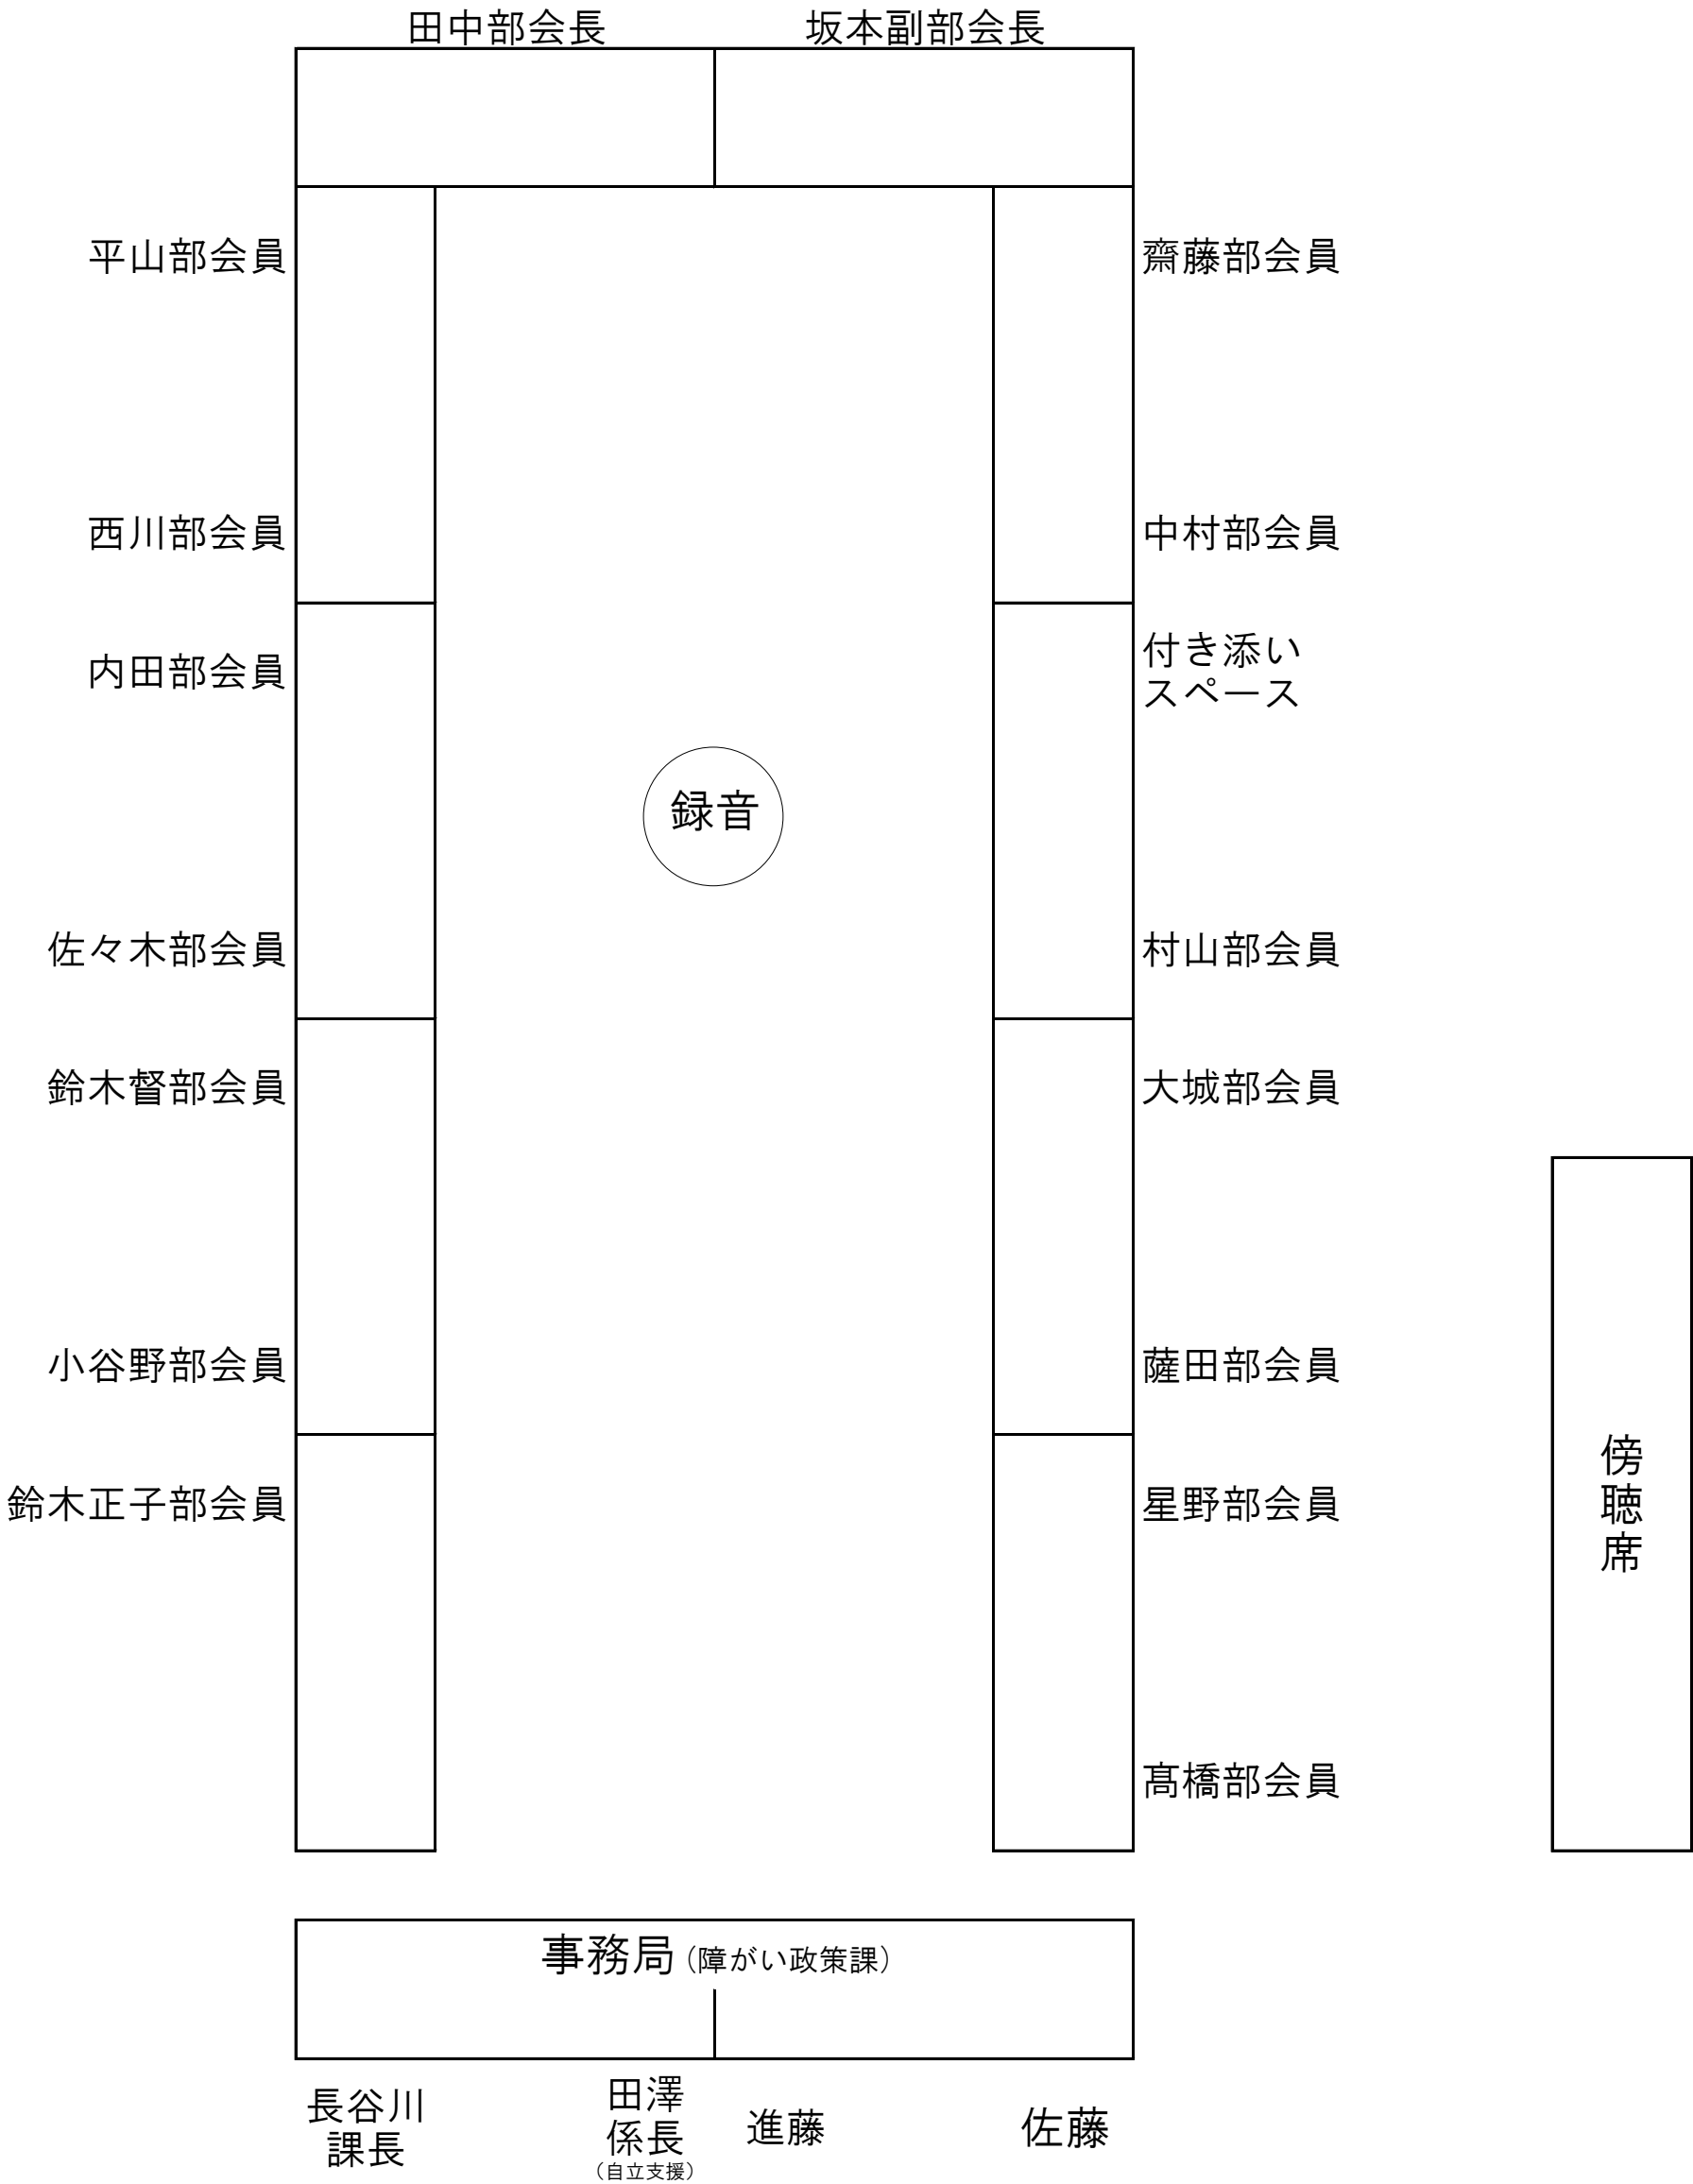 田中部会長
坂本副部会長
平山部会員
齋藤部会員
西川部会員
中村部会員
内田部会員
付き添い
スペース
録音
佐々木部会員
村山部会員
鈴木督部会員
大城部会員
小谷野部会員
薩田部会員
鈴木正子部会員
星野部会員
傍聴席
髙橋部会員
事務局（障がい政策課）
長谷川
課長
田澤
係長
（自立支援）
進藤
佐藤